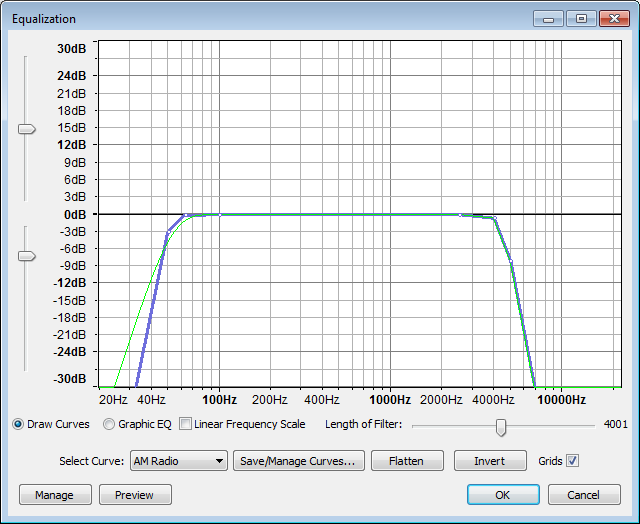 Equalization
30dB
24dB
21dB
18dB
15dB
12dB
9dB
6dB
3dB
0dB
-3dB
-6dB
-9dB
-12dB
-15dB
-18dB
-21dB
-24dB
-30dB
20Hz 40Hz 100Hz 200Hz 400Hz 1000Hz 2000Hz 4000Hz 10000Hz
Draw Curves Graphic EQ Linear Frequency Scale Length of Filter: 4001
Select Curve: AM Radio Save/Manage Curves... Flatten Invert Grids
Manage Preview OK Cancel